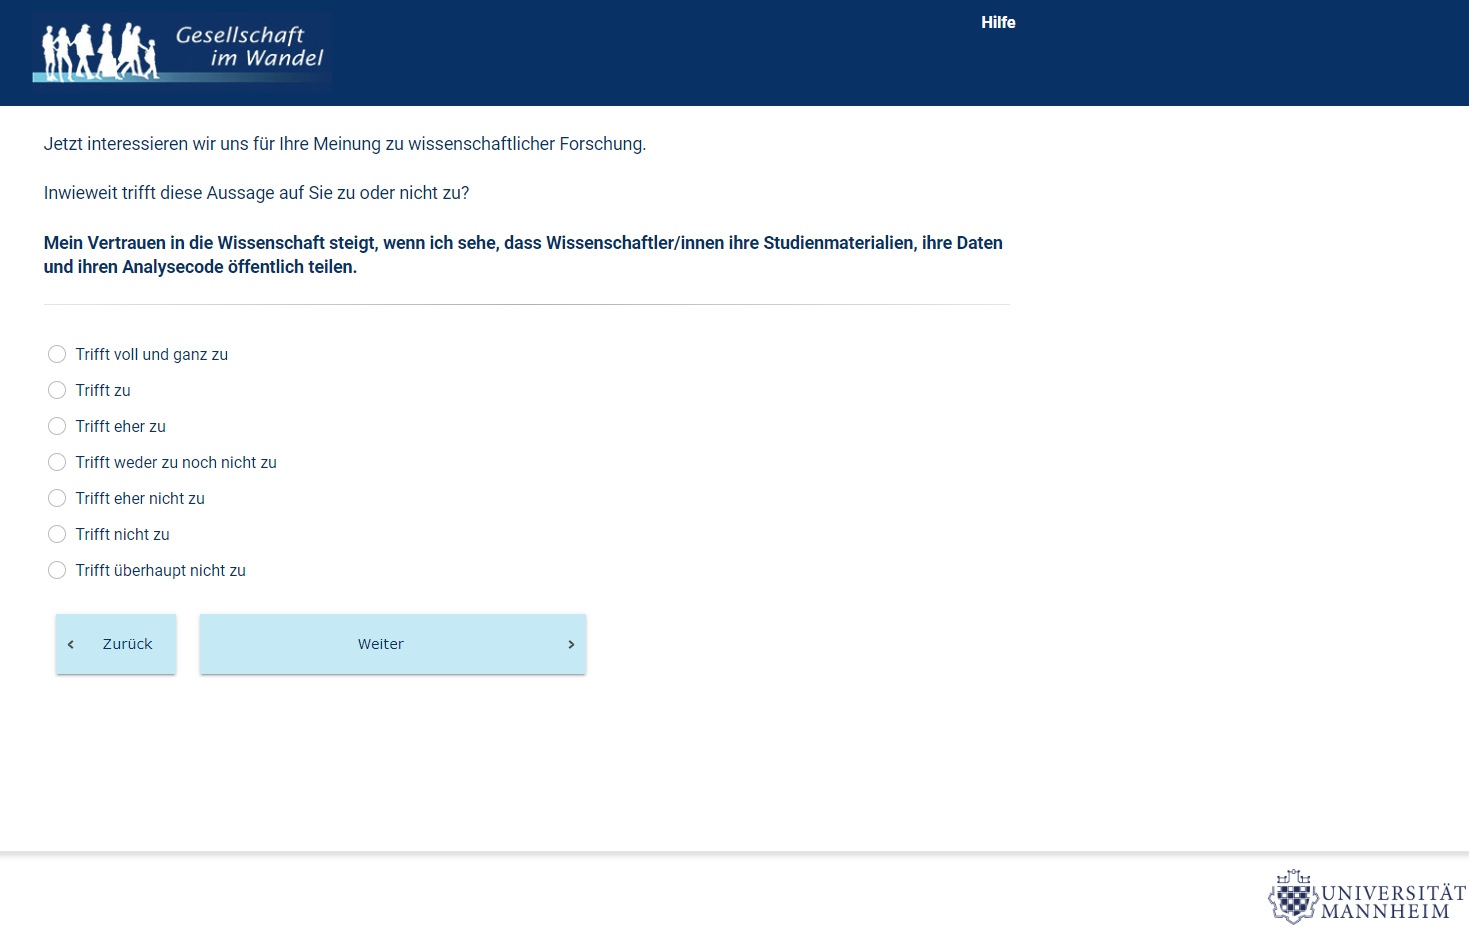 Gesellschaft
im Wandel
Hilfe
Jetzt interessieren wir uns für Ihre Meinung zu wissenschaftlicher Forschung.
Inwieweit trifft diese Aussage auf Sie zu oder nicht zu?
Mein Vertrauen in die Wissenschaft steigt, wenn ich sehe, dass Wissenschaftler/innen ihre Studienmaterialien, ihre Daten
und ihren Analysecode öffentlich teilen.
Trifft voll und ganz zu
Trifft zu
Trifft eher zu
Trifft weder zu noch nicht zu
Trifft eher nicht zu
Trifft nicht zu
Trifft überhaupt nicht zu
Zurück
Weiter
UNIVERSITÄT
MANNHEIM